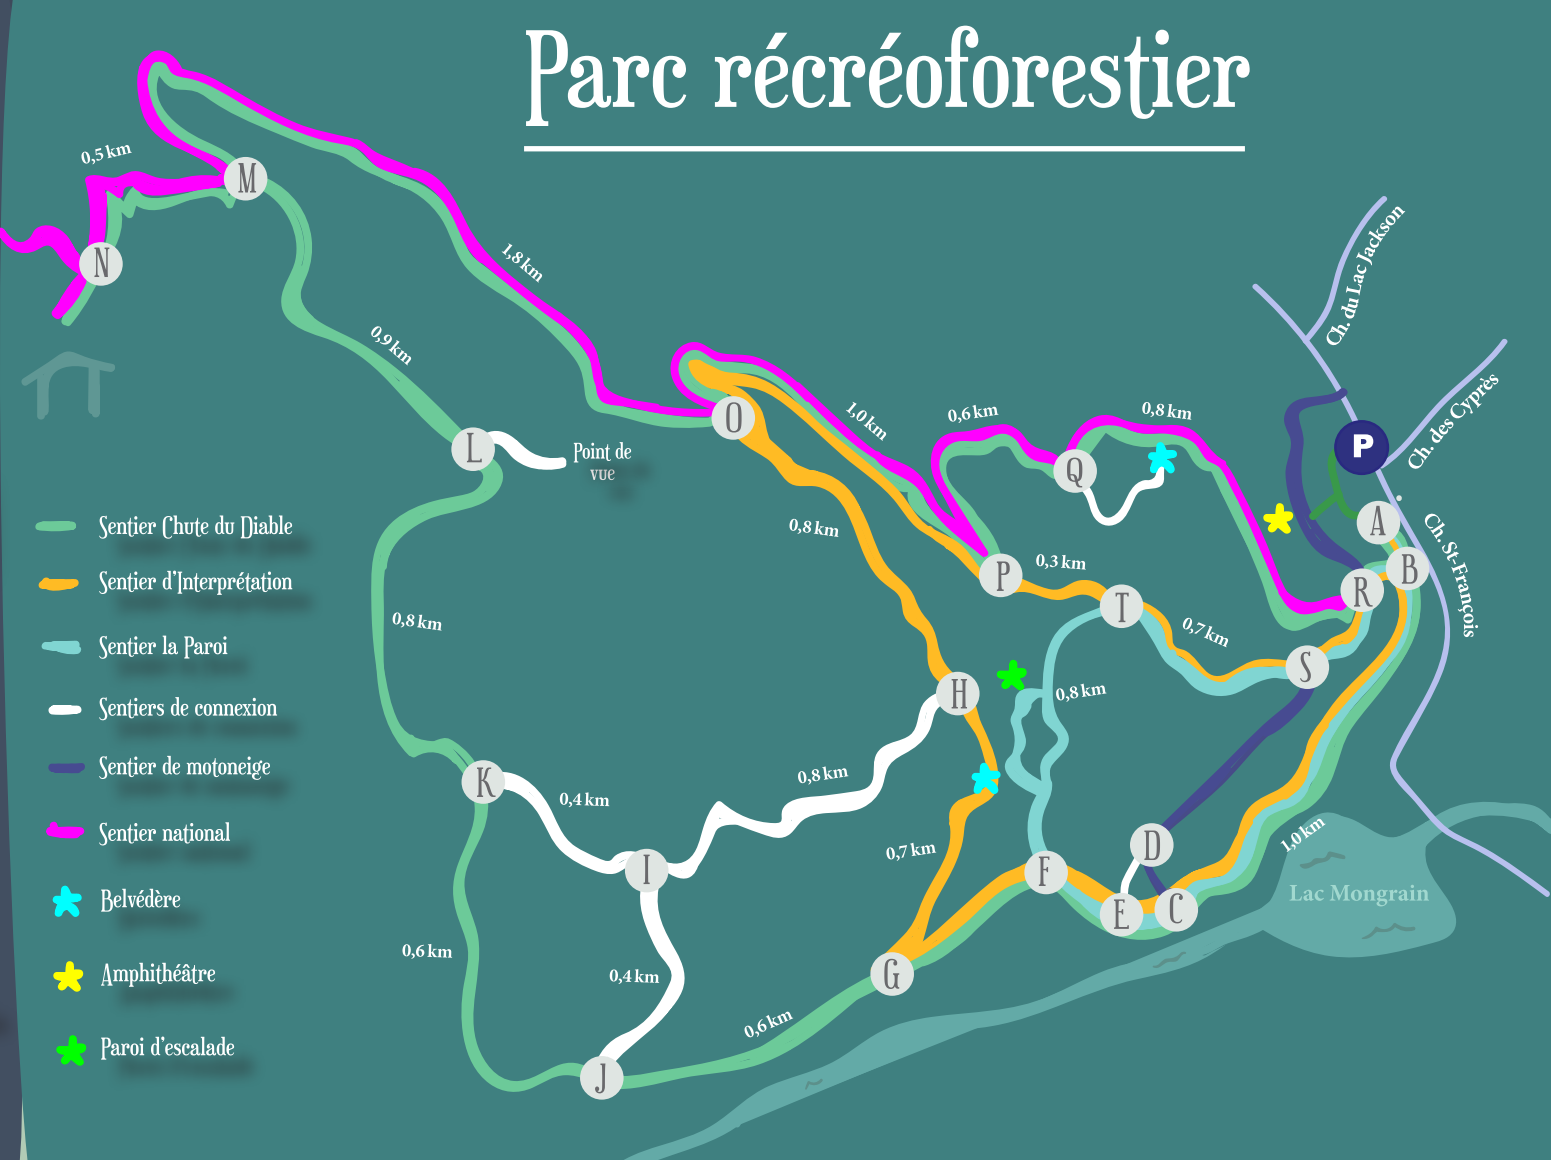 Parc récréoforestier
0,5 km
M
N
1,8 km
0,9 km
L
Point de
vue
O
1,0 km
0,6 km
0,8 km
Q
Ch. du Lac Jackson
Ch. des Cyprès
P
A
Ch. St-François
B
R
0,8 km
P
0,3 km
T
0,7 km
S
0,8 km
H
0,8 km
0,8 km
K
0,4 km
0,8 km
I
0,7 km
F
D
E
C
1,0 km
Lac Mongrain
0,6 km
0,4 km
G
0,6 km
J
Sentier Chute du Diable
Sentier d'Interprétation
Sentier la Paroi
Sentiers de connexion
Sentier de motoneige
Sentier national
Belvédère
Amphithéâtre
Paroi d'escalade